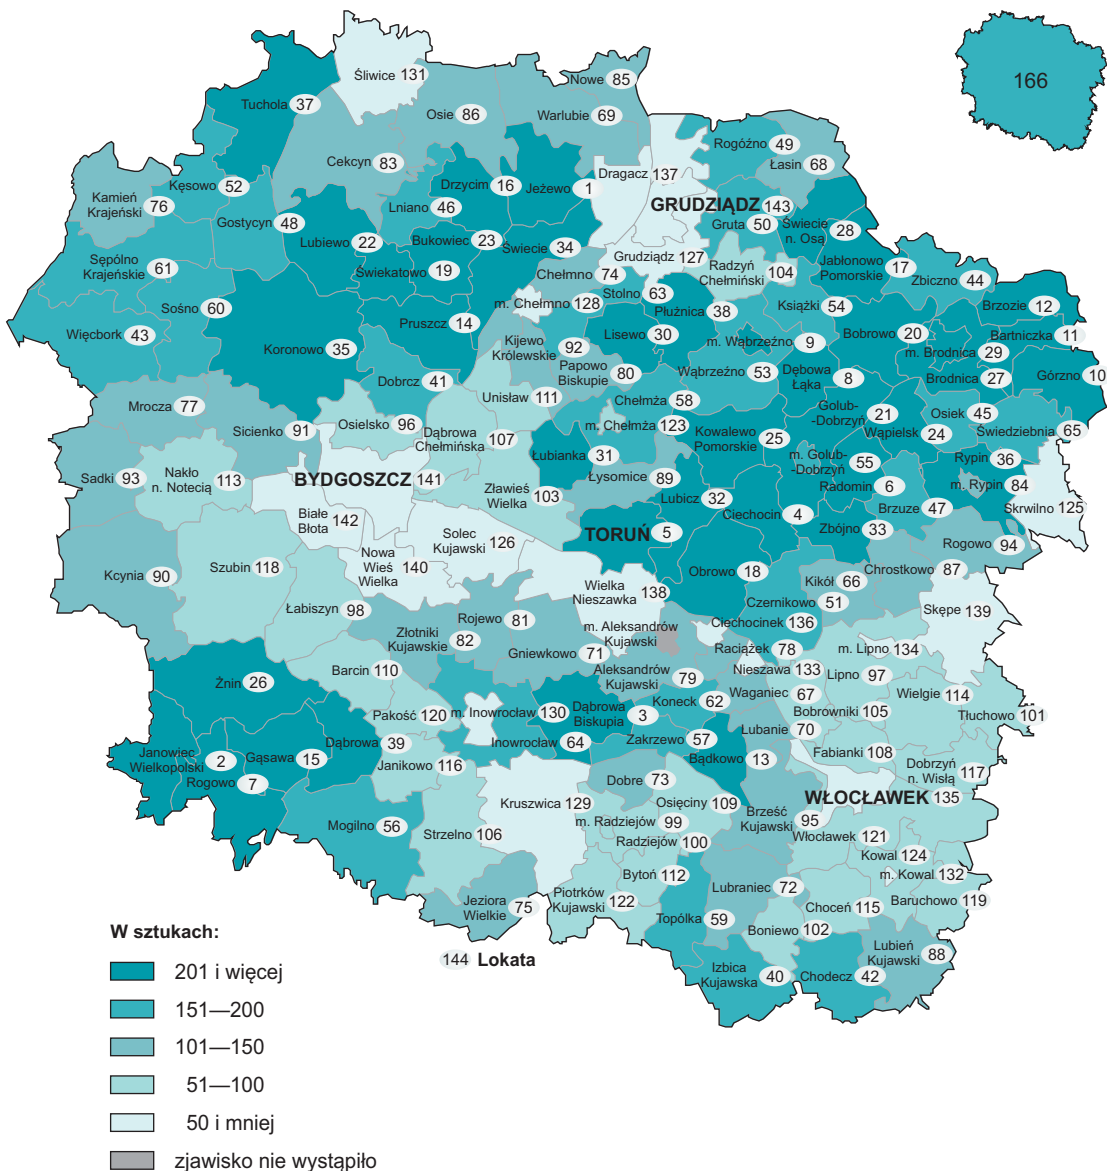 Śliwice 131
Nowe 85
166
Tuchola 37
Osie 86
Warlubie 69
Rogóźno 49
Cekcyn 83
Łasin 68
Dragacz 137
Kęsowo 52
Drzycim 16
Jeżewo 1
Kamień
Krajeński 76
Lniano 46
GRUDZIĄDZ 143
Gostycyn 48
Gruta 50
Świecie
n. Osą 28
Lubiewo 22
Bukowiec 23
Świecie 34
Sępólno
Krajeńskie 61
Świekatowo 19
Chełmno 74
Grudziądz 127
Radzyń
Chełmiński 104
Jabłonowo
Pomorskie 17
Zbiczno 44
Sośno 60
m. Chełmno 128
Stolno 63
Płużnica 38
Książki 54
Brzozie 12
Więcbork 43
Pruszcz 14
Lisewo 30
m. Wąbrzeźno 9
Bobrowo 20
Bartniczka 11
Koronowo 35
Kijewo
Królewskie 92
m. Brodnica 29
Papowo
Biskupie 80
Wąbrzeźno 53
Dębowa
Łąka 8
Brodnica 27
Górzno 10
Dobrcz 41
Unisław 111
Chełmża 58
Mrocza 77
Golub-
-Dobrzyń 21
Osiek 45
Sicienko 91
Osielsko 96
Dąbrowa
Chełmińska 107
m. Chełmża 123
Kowalewo
Pomorskie 25
Wąpielsk 24
Świedziebnia 65
Łubianka 31
m. Golub-
-Dobrzyń 55
Rypin 36
Sadki 93
Nakło
n. Notecią 113
BYDGOSZCZ 141
Łysomice 89
Radomin 6
m. Rypin 84
Zławieś
Wielka 103
Lubicz 32
Ciechocin 4
Brzuze 47
Skrwilno 125
Białe
Błota 142
Solec
Kujawski 126
TORUŃ 5
Zbójno 33
Rogowo 94
Kcynia 90
Szubin 118
Nowa
Wieś
Wielka 140
Obrowo 18
Kikół 66
Chrostkowo 87
Wielka
Nieszawka 138
Czernikowo 51
Łabiszyn 98
Rojewo 81
Ciechocinek 136
Skępe 139
Złotniki
Kujawskie 82
m. Aleksandrów
Kujawski
Raciążek 78
m. Lipno 134
Gniewkowo 71
Barcin 110
Aleksandrów
Kujawski 79
Nieszawa 133
Lipno 97
Żnin 26
Waganiec 67
Wielgie 114
Pakość 120
m. Inowrocław 130
Dąbrowa
Biskupia 3
Koneck 62
Bobrowniki 105
Tłuchowo 101
Lubanie 70
Dąbrowa 39
Inowrocław 64
Zakrzewo 57
Fabianki 108
Janowiec
Wielkopolski 2
Gąsawa 15
Bądkowo 13
Dobrzyń
n. Wisłą 117
Janikowo 116
Rogowo 7
Dobre 73
WŁOCŁAWEK 135
Kruszwica 129
Osięciny 109
Brześć
Kujawski 95
m. Radziejów 99
Mogilno 56
Strzelno 106
Włocławek 121
Radziejów 100
Kowal 124
Bytoń 112
m. Kowal 132
Lubraniec 72
Jeziora
Wielkie 75
Piotrków
Kujawski 122
Choceń 115
Baruchowo 119
Topólka 59
Boniewo 102
W sztukach:
144 Lokata
Lubień
Kujawski 88
Izbica
Kujawska 40
Chodecz 42
201 i więcej
151—200
101—150
51—100
50 i mniej
zjawisko nie wystąpiło